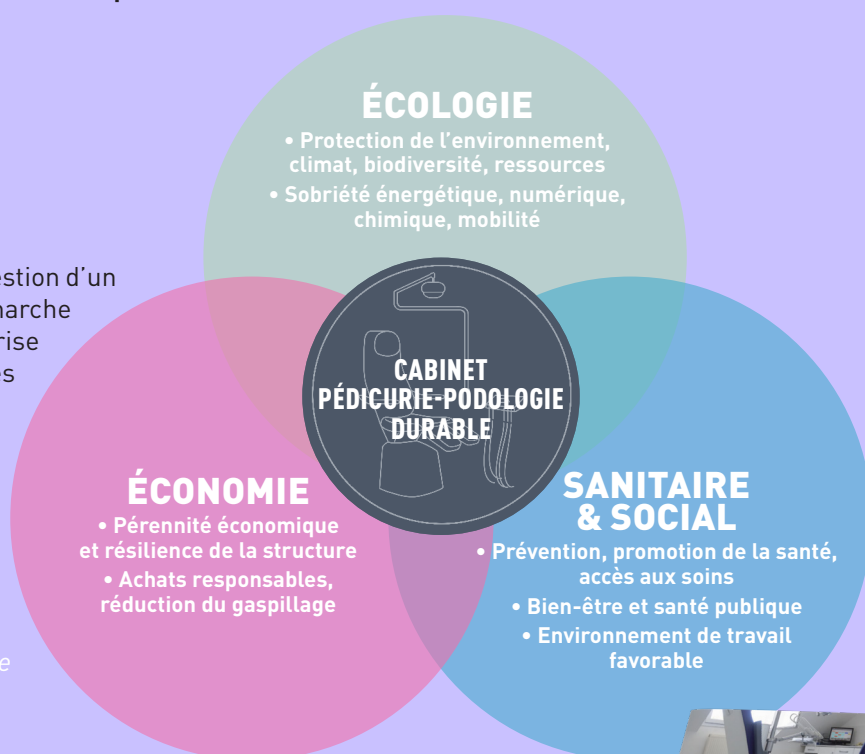 ÉCOLOGIE
• Protection de l’environnement,
climat, biodiversité, ressources
• Sobriété énergétique, numérique,
chimique, mobilité
CABINET
PÉDICURIE-PODOLOGIE
DURABLE
ÉCONOMIE
• Pérennité économique
et résilience de la structure
• Achats responsables,
réduction du gaspillage
SANITAIRE
& SOCIAL
• Prévention, promotion de la santé,
accès aux soins
• Bien-être et santé publique
• Environnement de travail
favorable
d’un